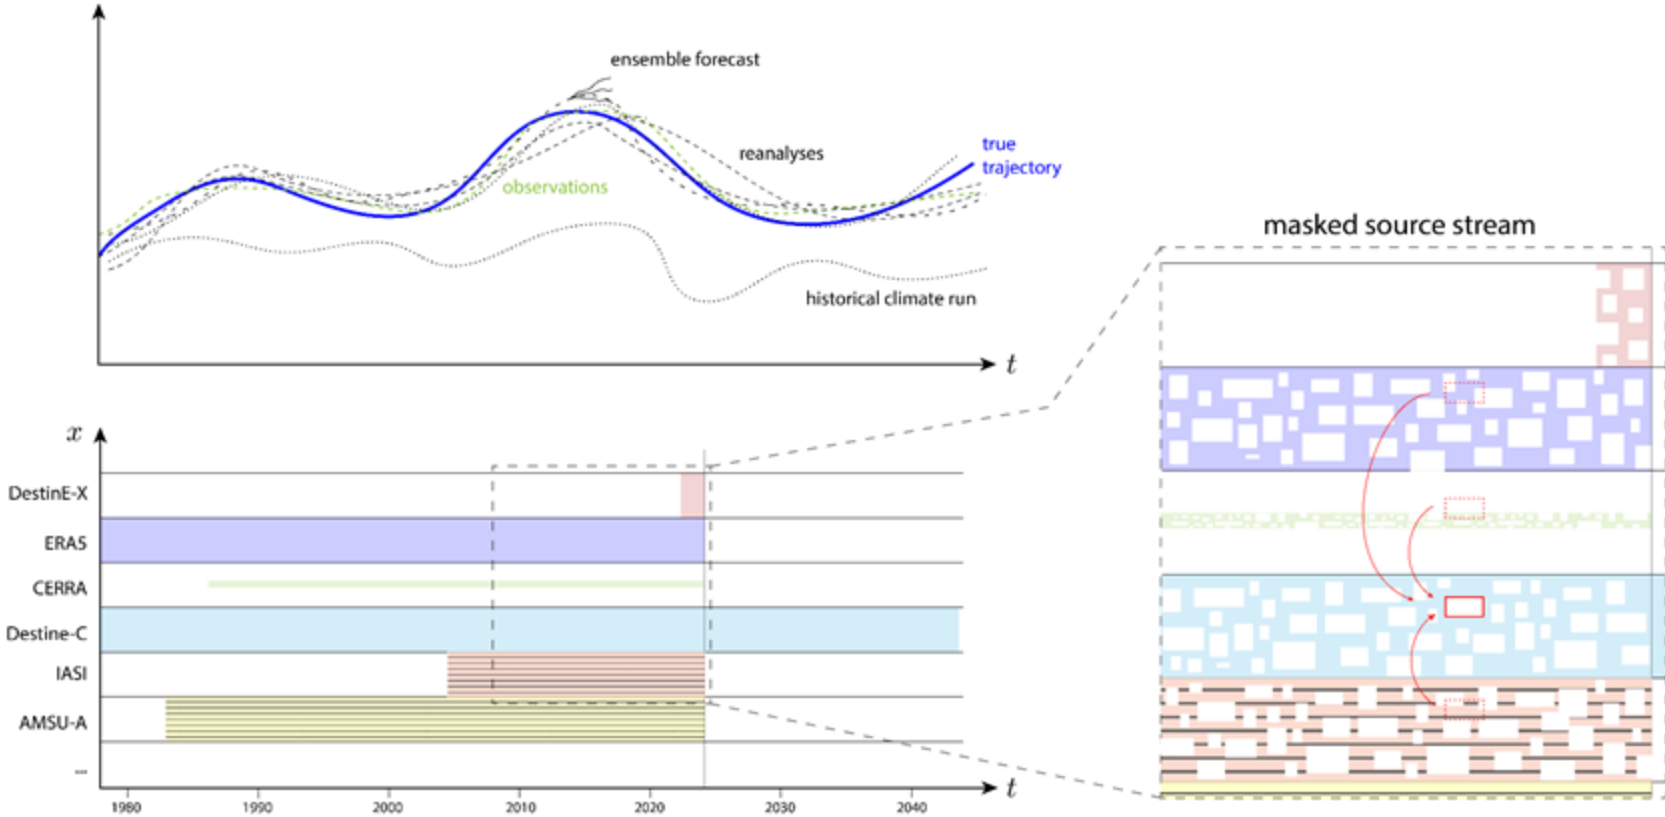 ensemble forecast
reanalyses
true
trajectory
observations
historical climate run
t
masked source stream
x
DestinE-X
ERA5
CERRA
Destine-C
IASI
AMSU-A
...
t
1980 1990 2000 2010 2020 2030 2040